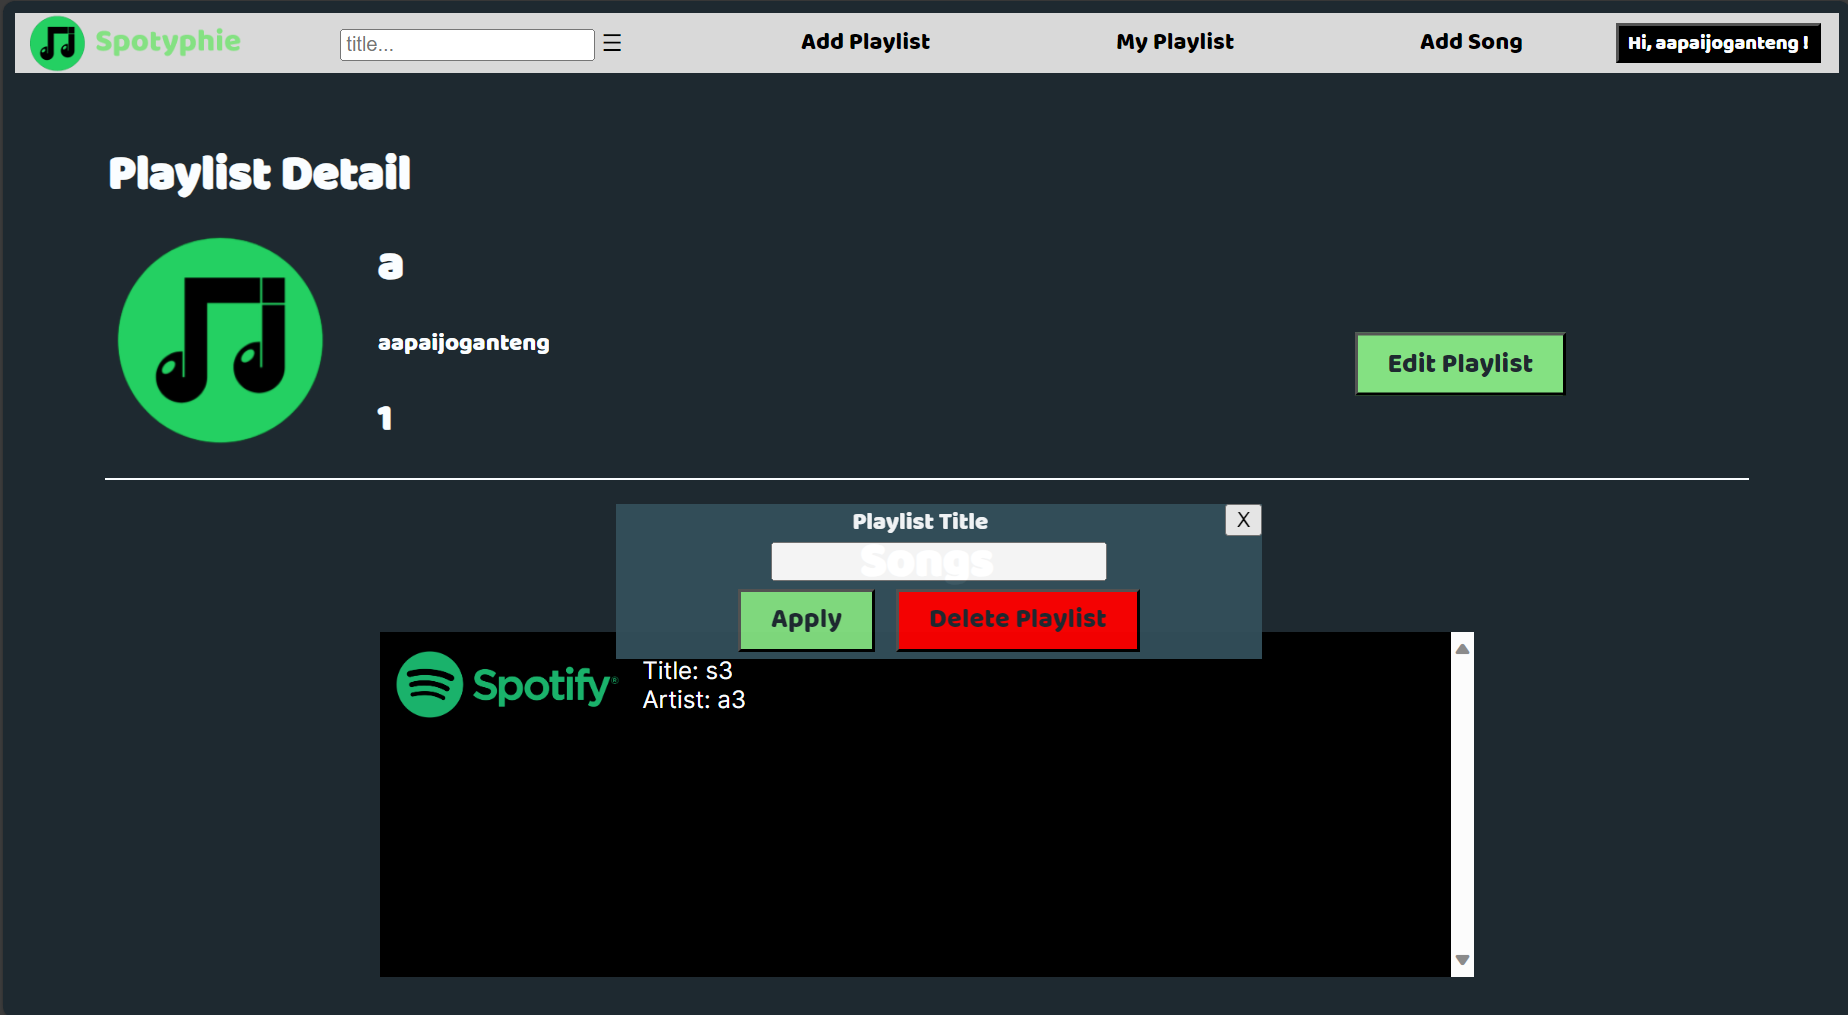 Spotyphie
title...
☰
Add Playlist
My Playlist
Add Song
Hi, aapaijoganteng !
Playlist Detail
a
aapaijoganteng
1
Edit Playlist
Playlist Title
X
Songs
Apply
Delete Playlist
Spotify®
Title: s3
Artist: a3